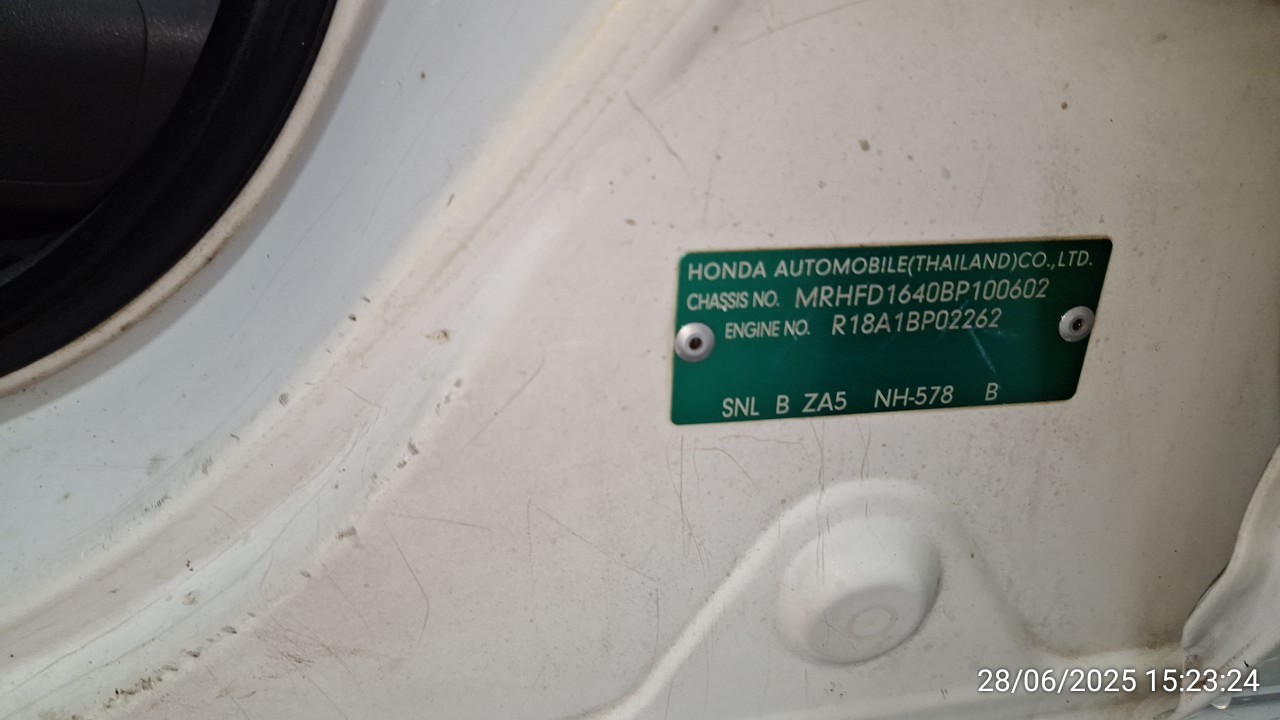 HONDA AUTOMOBILE(THAILAND)CO.,LTD.
CHASSIS NO. MRHFD1640BP100602
ENGINE NO. R18A1BP02262
SNL B ZA5 NH-578 B
28/06/2025 15:23:24